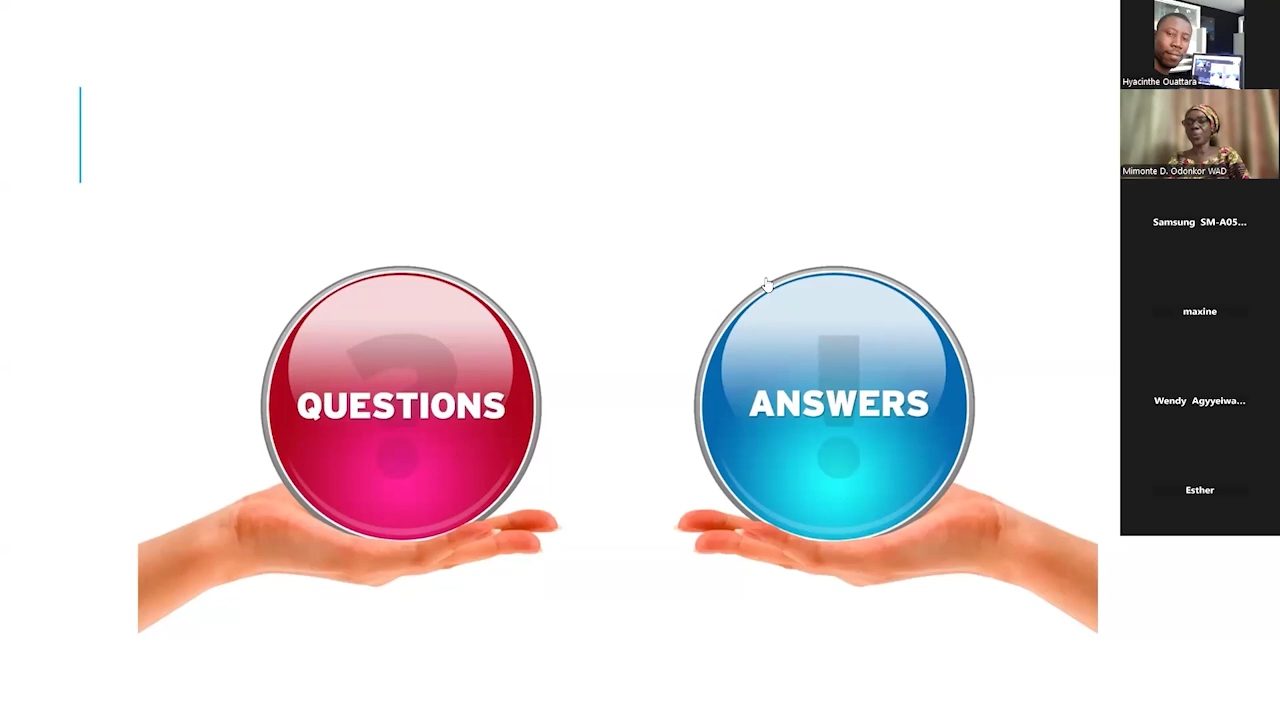 QUESTIONS
ANSWERS
Hyacinthe Ouattara
Mimonte D. Odonkor WAD
Samsung SM-A05...
maxine
Wendy Agyyeiwa...
Esther